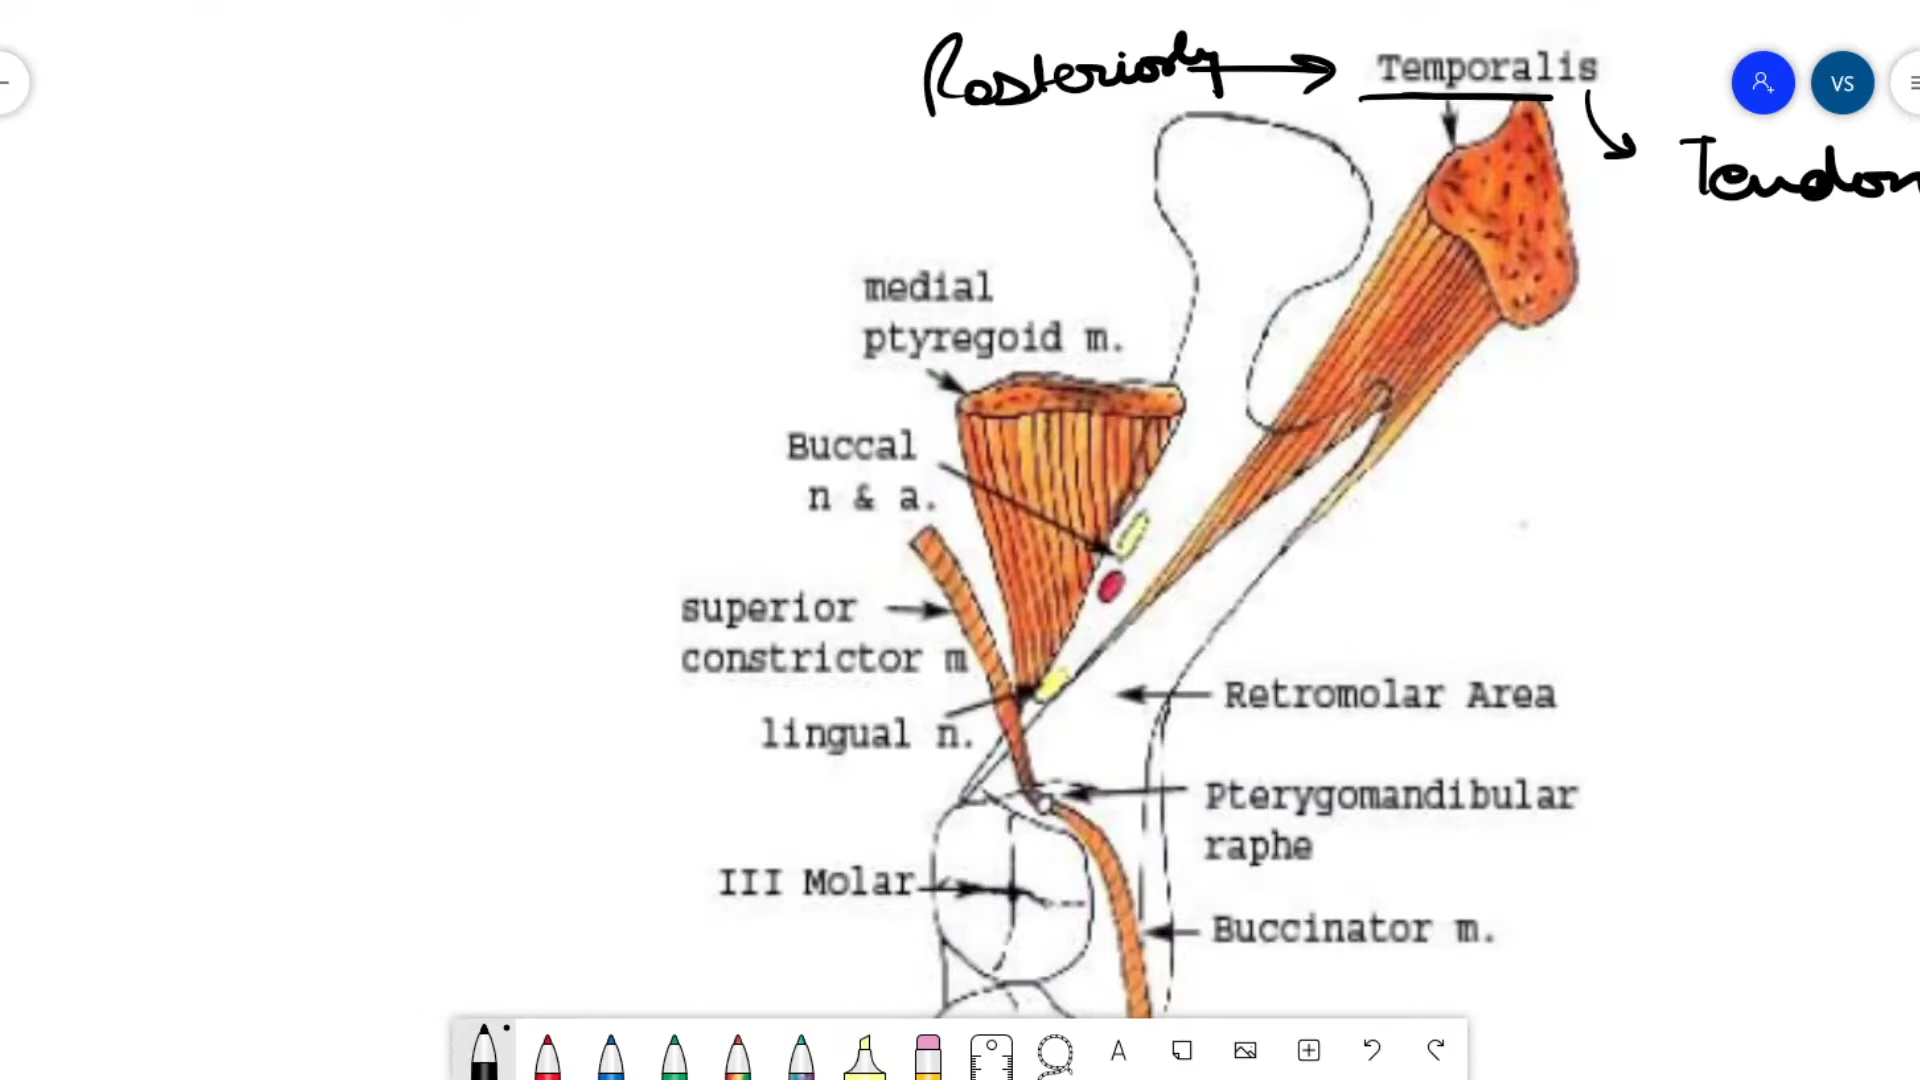 Posteriorly → Temporalis
VS
Tendon
medial
ptyregoid m.
Buccal
n & a.
superior
constrictor m
lingual n.
Retromolar Area
Pterygomandibular
raphe
III Molar
Buccinator m.
A